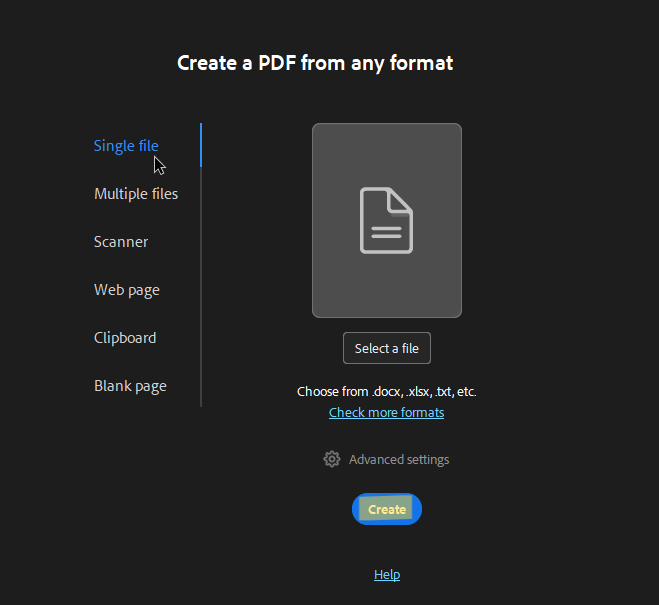 Create a PDF from any format
Single file
Multiple files
Scanner
Web page
Clipboard
Blank page
Select a file
Choose from .docx, .xlsx, .txt, etc.
Check more formats
Advanced settings
Create
Help